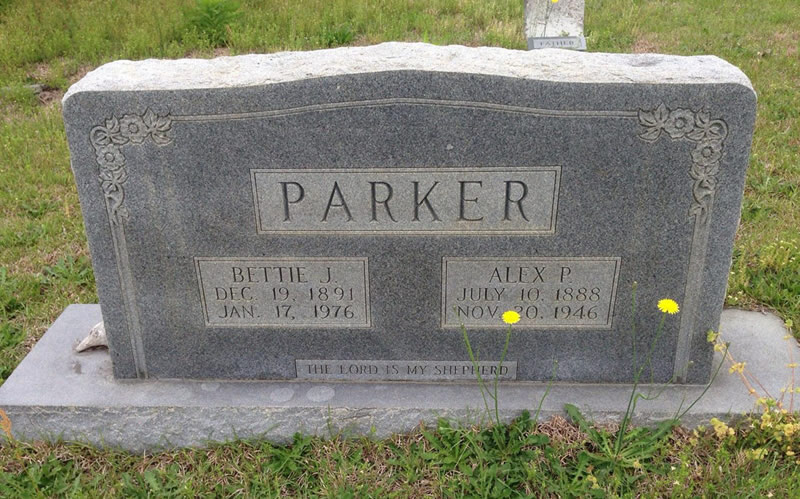 FATHER
PARKER
BETTIE J.
DEC. 19, 1891
JAN. 17, 1976
ALEX P.
JULY 10, 1888
NOV. 20, 1946
THE LORD IS MY SHEPHERD